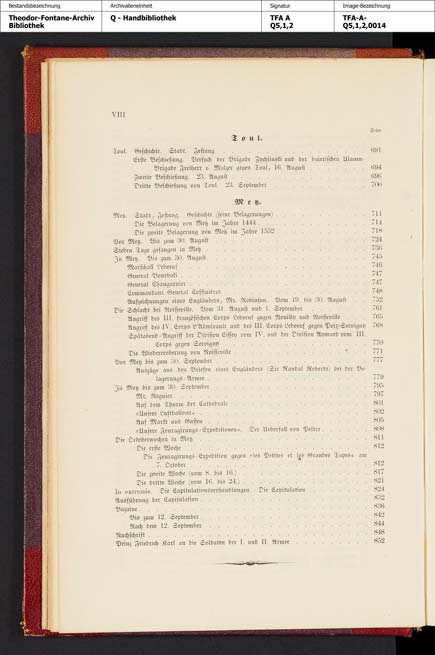 Bestandsbezeichnung Archivalieneinheit Signatur Image-Bezeichnung
Theodor-Fontane-Archiv Q - Handbibliothek TFA A TFA-A-
Bibliothek Q5,1,2 Q5,1,2,0014
VIII
Seite
Toul.
Toul. Geschichte. Stadt. Festung 691
Erste Beschießung. Versuch der Brigade Zychlinski und der baierischen Ulanen-
Brigade Freiherr v. Mulzer gegen Toul, 16. August 694
Zweite Beschießung. 23. August 696
Dritte Beschießung von Toul. 23. September 700
Metz.
Metz. Stadt, Festung. Geschichte (seine Belagerungen) 711
Die Belagerung von Metz im Jahre 1444 714
Die zweite Belagerung von Metz im Jahre 1552 718
Vor Metz. Bis zum 30. August 724
Sieben Tage gefangen in Metz 736
In Metz. Bis zum 30. August 745
Marschall Leboeuf 746
General Bourbaki 747
General Changarnier 747
Commandant General Coffinières 748
Aufzeichnungen eines Engländers, Mr. Robinson. Vom 19. bis 30. August 752
Die Schlacht bei Noisseville. Vom 31. August und 1. September 761
Angriff des III. französischen Corps Leboeuf gegen Nouilly und Noisseville 765
Angriff des IV. Corps L'Admirault und des III. Corps Leboeuf gegen Poix-Servigny 768
Spätabend-Angriff der Division Cissey vom IV. und der Division Aymard vom III.
Corps gegen Servigny 770
Die Wiedereroberung von Noisseville 771
Vor Metz bis zum 30. September 777
Auszüge aus den Briefen eines Engländers (Sir Randal Roberts) bei der Be-
lagerungs-Armee 779
In Metz bis zum 30. September 795
Mr. Regnier 797
Auf dem Thurm der Cathedrale 801
»Unsere Luftballons« 802
Auf Markt und Gassen 805
»Unsere Fouragirungs-Expeditionen«. Der Ueberfall von Peltre 808
Die Octoberwochen in Metz 811
Die erste Woche 812
Die Fouragirungs-Expedition gegen »les Petites et les Grandes Tapes« am
7. October 812
Die zweite Woche (vom 8. bis 16.) 817
Die dritte Woche (vom 16. bis 24.) 821
In extremis. Die Capitulationsverhandlungen. Die Capitulation 824
Ausführung der Capitulation 832
Bazaine 836
Bis zum 12. September 842
Nach dem 12. September 844
Nachschrift 848
Prinz Friedrich Karl an die Soldaten der I. und II. Armee 852